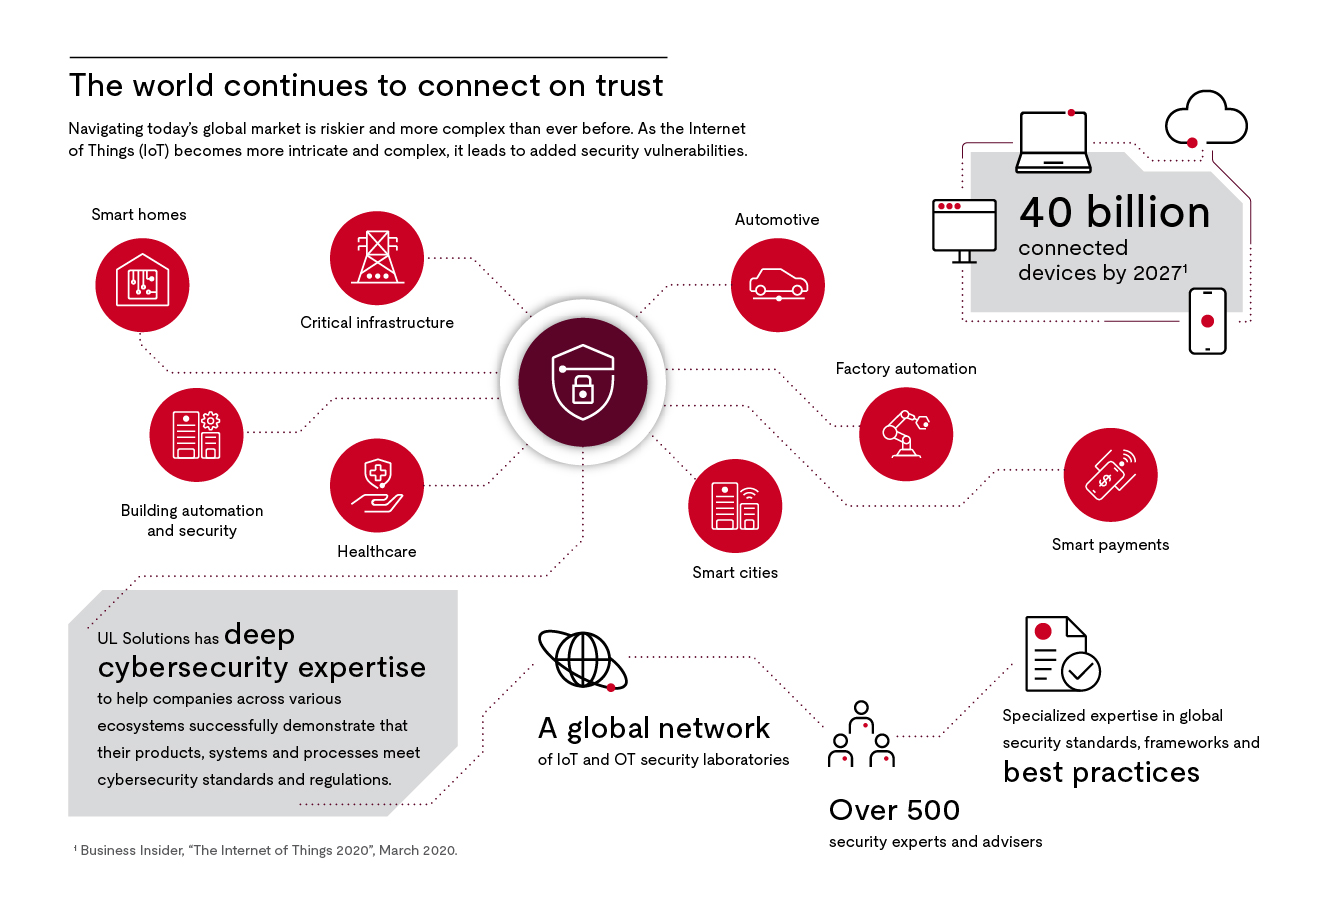 The world continues to connect on trust
Navigating today's global market is riskier and more complex than ever before. As the Internet
of Things (IoT) becomes more intricate and complex, it leads to added security vulnerabilities.
40 billion
connected
devices by 2027¹
Smart homes
Critical infrastructure
Automotive
Factory automation
Building automation
and security
Healthcare
Smart cities
$
Smart payments
UL Solutions has deep
cybersecurity expertise
to help companies across various
ecosystems successfully demonstrate that
their products, systems and processes meet
cybersecurity standards and regulations.
A global network
of IoT and OT security laboratories
Over 500
security experts and advisers
Specialized expertise in global
security standards, frameworks and
best practices
¹ Business Insider, “The Internet of Things 2020”, March 2020.